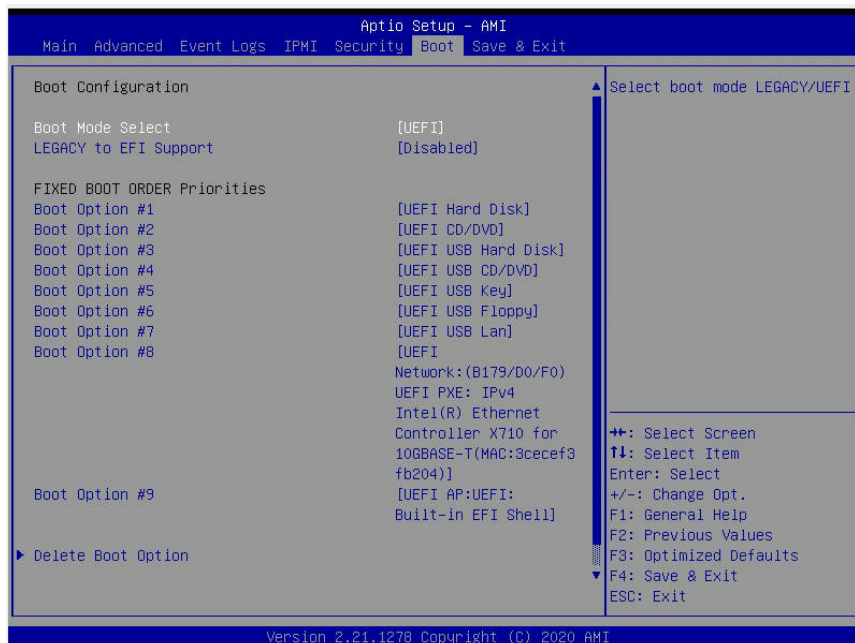 Aptio Setup – AMI
Main Advanced Event Logs IPMI Security Boot Save & Exit
Boot Configuration
Select boot mode LEGACY/UEFI
Boot Mode Select [UEFI]
LEGACY to EFI Support [Disabled]
FIXED BOOT ORDER Priorities
Boot Option #1 [UEFI Hard Disk]
Boot Option #2 [UEFI CD/DVD]
Boot Option #3 [UEFI USB Hard Disk]
Boot Option #4 [UEFI USB CD/DVD]
Boot Option #5 [UEFI USB Key]
Boot Option #6 [UEFI USB Floppy]
Boot Option #7 [UEFI USB Lan]
Boot Option #8 [UEFI
Network:(B179/D0/F0)
UEFI PXE: IPv4
Intel(R) Ethernet
Controller X710 for
10GBASE-T(MAC:3cecef3
fb204)]
Boot Option #9 [UEFI AP:UEFI:
Built-in EFI Shell]
Delete Boot Option
→←: Select Screen
↑↓: Select Item
Enter: Select
+/-: Change Opt.
F1: General Help
F2: Previous Values
F3: Optimized Defaults
F4: Save & Exit
ESC: Exit
Version 2.21.1278 Copyright (C) 2020 AMI